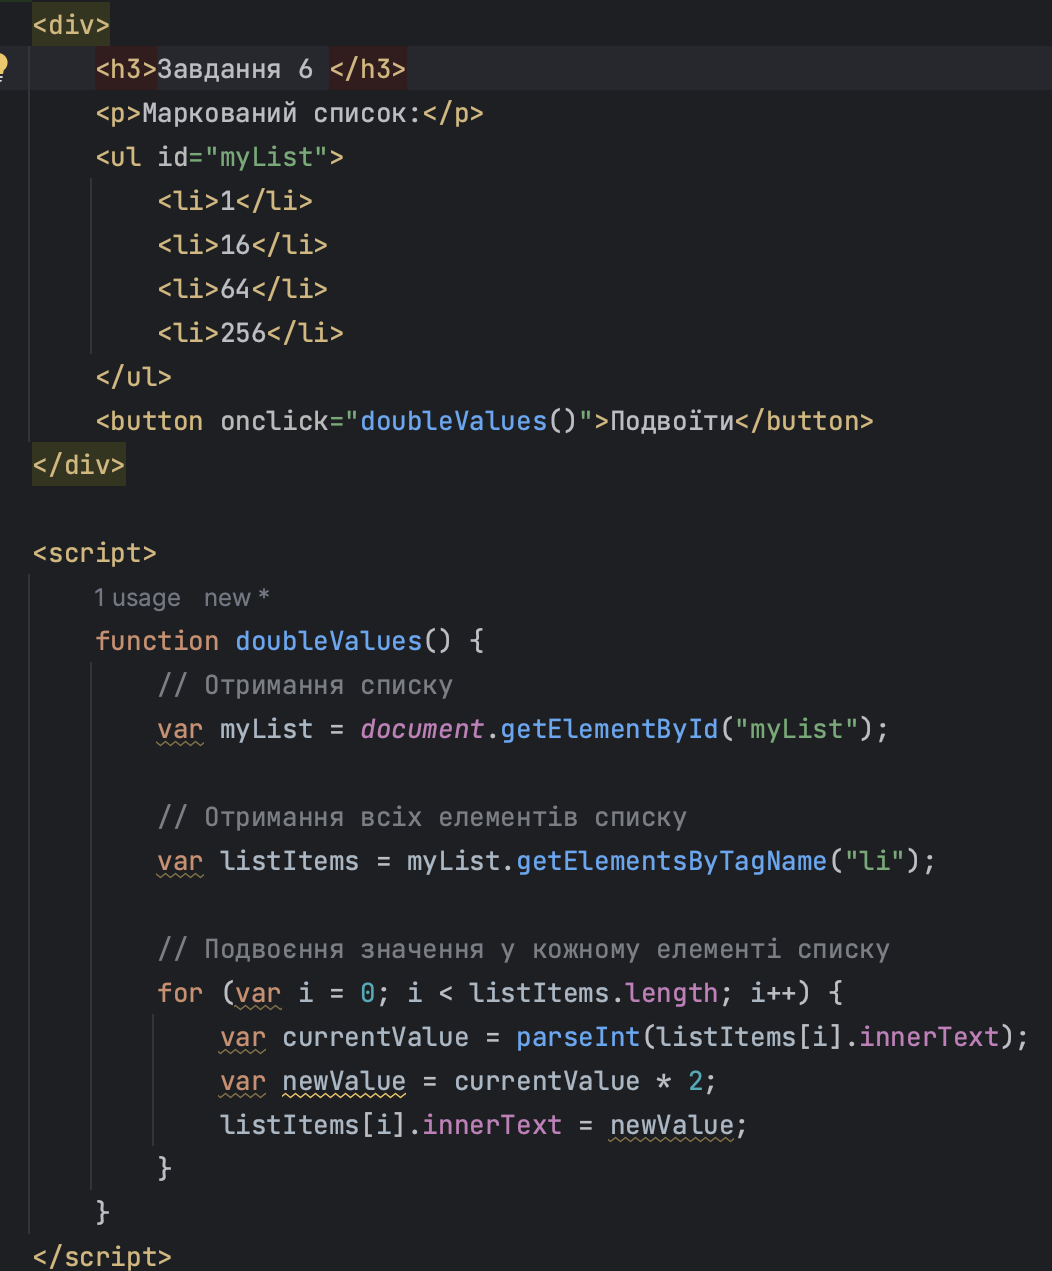 <div>
<h3>Завдання 6 </h3>
<p>Маркований список:</p>
<ul id="myList">
<li>1</li>
<li>16</li>
<li>64</li>
<li>256</li>
</ul>
<button onclick="doubleValues()">Подвоїти</button>
</div>
<script>
1 usage new *
function doubleValues() {
// Отримання списку
var myList = document.getElementById("myList");
// Отримання всіх елементів списку
var listItems = myList.getElementsByTagName("li");
// Подвоєння значення у кожному елементі списку
for (var i = 0; i < listItems.length; i++) {
var currentValue = parseInt(listItems[i].innerText);
var newValue = currentValue * 2;
listItems[i].innerText = newValue;
}
}
</script>